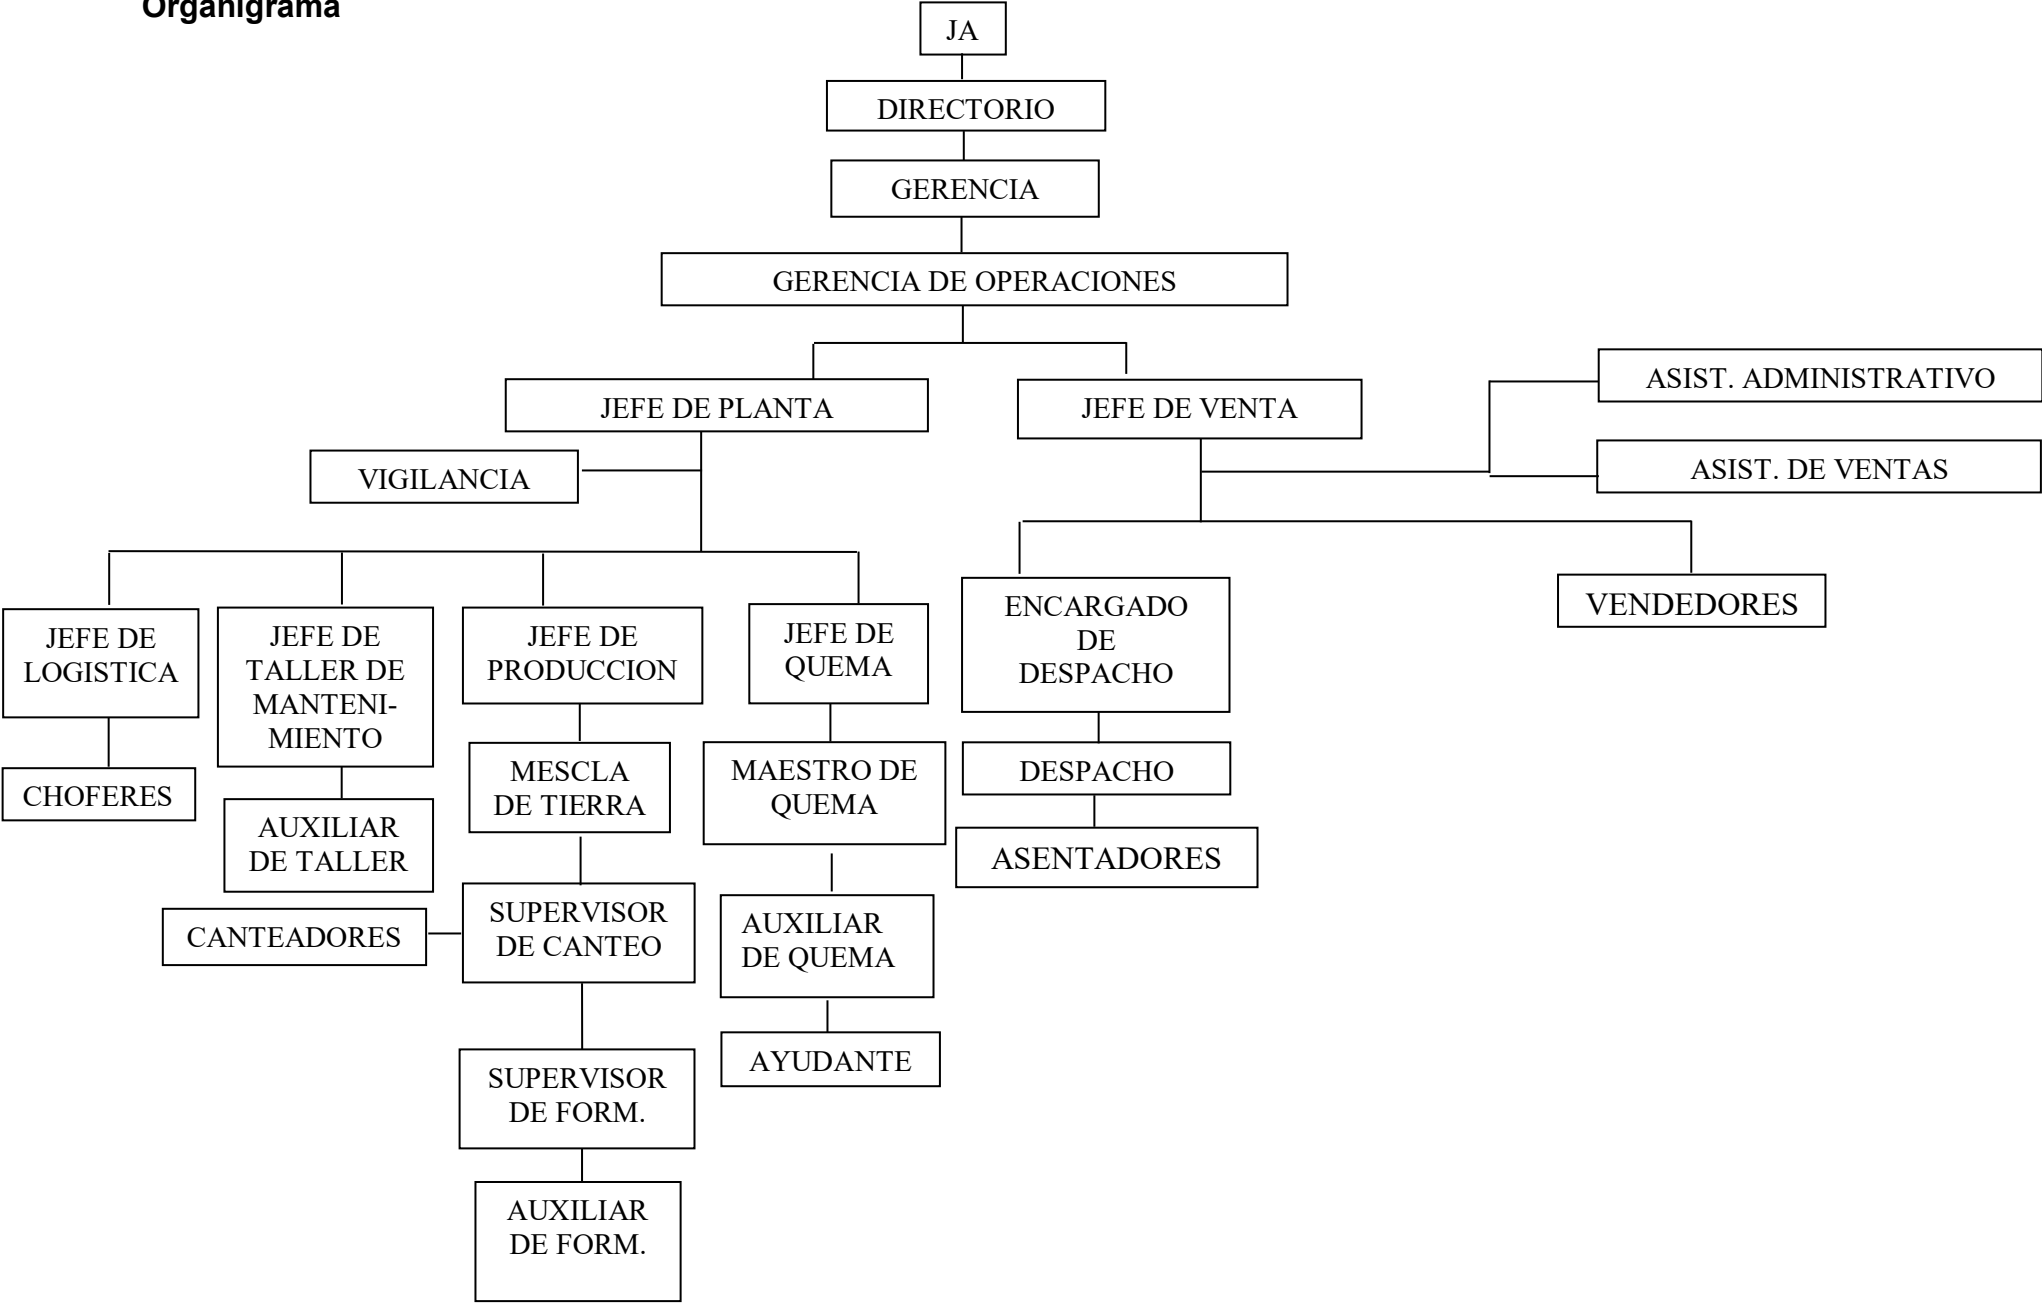 Organigrama
JA
DIRECTORIO
GERENCIA
GERENCIA DE OPERACIONES
JEFE DE PLANTA
JEFE DE VENTA
ASIST. ADMINISTRATIVO
ASIST. DE VENTAS
VIGILANCIA
JEFE DE
LOGISTICA
CHOFERES
JEFE DE
TALLER DE
MANTENI-
MIENTO
AUXILIAR
DE TALLER
JEFE DE
PRODUCCION
MESCLA
DE TIERRA
SUPERVISOR
DE CANTEO
CANTEADORES
SUPERVISOR
DE FORM.
AUXILIAR
DE FORM.
JEFE DE
QUEMA
MAESTRO DE
QUEMA
AUXILIAR
DE QUEMA
AYUDANTE
ENCARGADO
DE
DESPACHO
DESPACHO
ASENTADORES
VENDEDORES